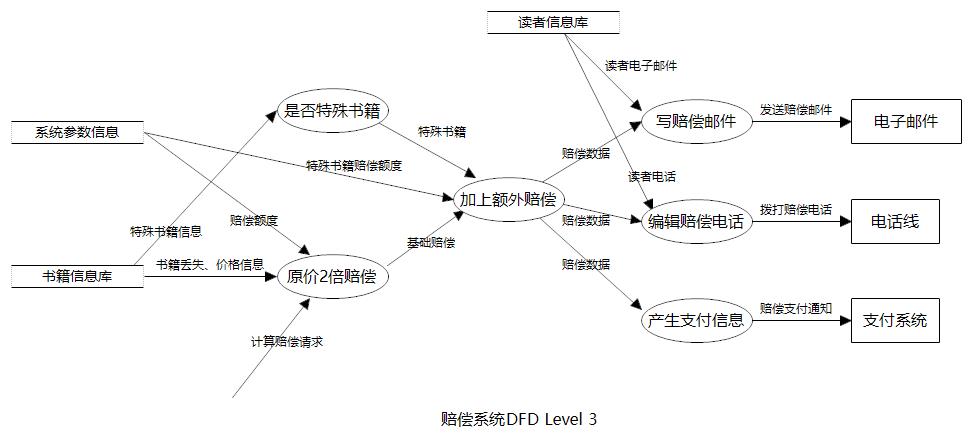 读者信息库
读者电子邮件
是否特殊书籍
系统参数信息
特殊书籍
写赔偿邮件
发送赔偿邮件
电子邮件
赔偿数据
特殊书籍赔偿额度
读者电话
加上额外赔偿
特殊书籍信息
赔偿额度
赔偿数据
编辑赔偿电话
拨打赔偿电话
电话线
基础赔偿
书籍信息库
书籍丢失、价格信息
原价2倍赔偿
赔偿数据
产生支付信息
赔偿支付通知
支付系统
计算赔偿请求
赔偿系统DFD Level 3